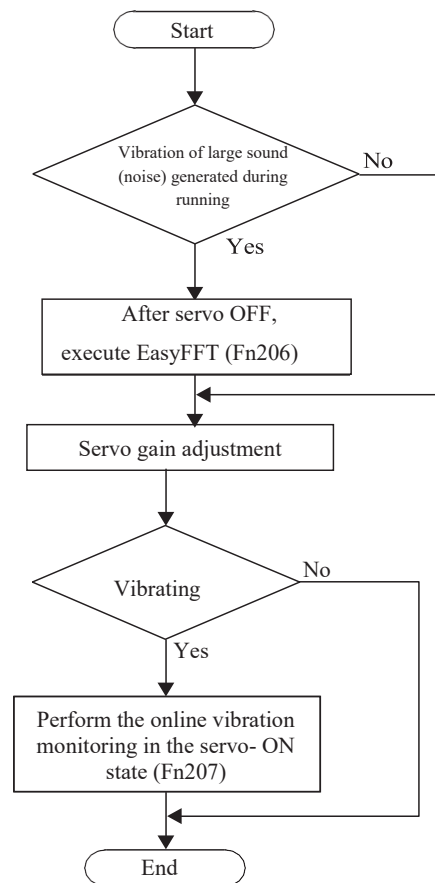 Start
Vibration of large sound
(noise) generated during
running
No
Yes
After servo OFF,
execute EasyFFT (Fn206)
Servo gain adjustment
Vibrating
No
Yes
Perform the online vibration
monitoring in the servo- ON
state (Fn207)
End